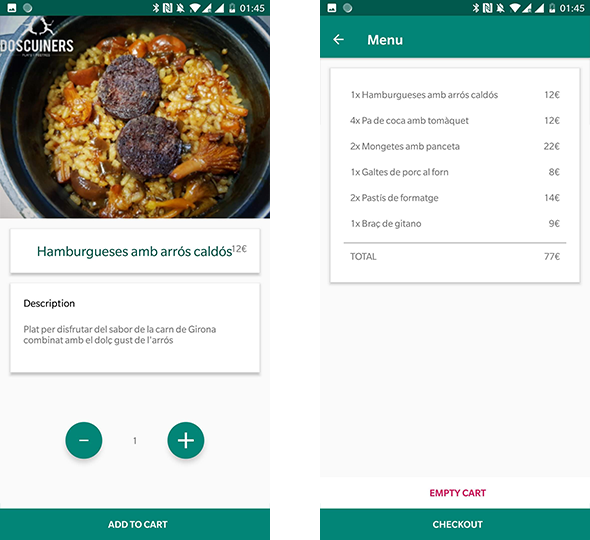 01:45
DOSCUINERS
Hamburgueses amb arrós caldós 12€
Description
Plat per disfrutar del sabor de la carn de Girona
combinat amb el dolç gust de l'arrós
1
ADD TO CART
01:45
Menu
1x Hamburgueses amb arrós caldós 12€
4x Pa de coca amb tomàquet 12€
2x Mongetes amb panceta 22€
1x Galtes de porc al forn 8€
2x Pastís de formatge 14€
1x Braç de gitano 9€
TOTAL 77€
EMPTY CART
CHECKOUT